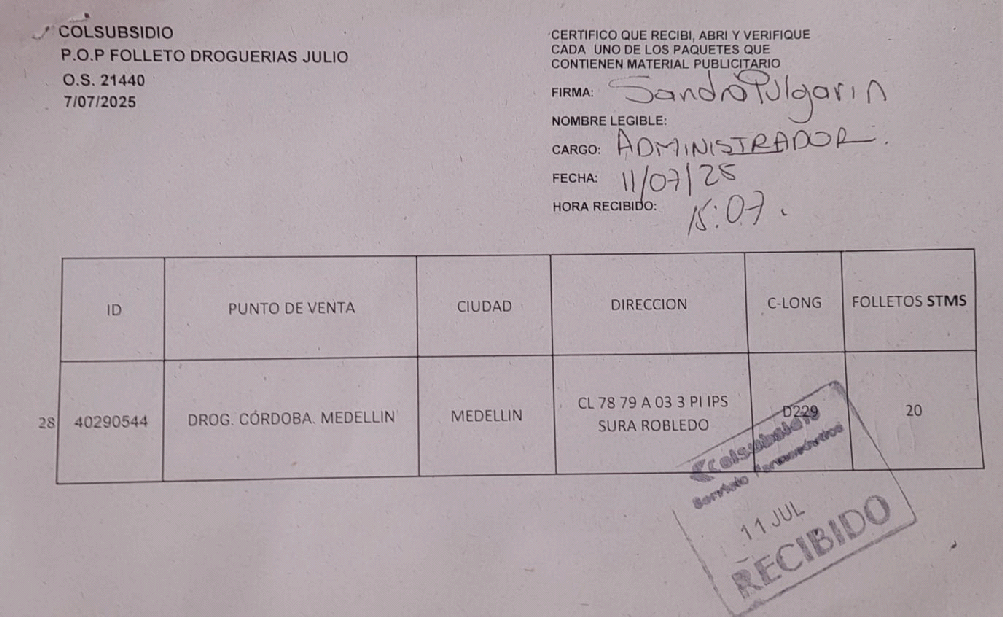 COLSUBSIDIO
P.O.P FOLLETO DROGUERIAS JULIO
O.S. 21440
7/07/2025
CERTIFICO QUE RECIBI, ABRI Y VERIFIQUE
CADA UNO DE LOS PAQUETES QUE
CONTIENEN MATERIAL PUBLICITARIO
FIRMA: Sandra Pulgarin
NOMBRE LEGIBLE:
CARGO: ADMINISTRADOR.
FECHA: 11/07/25
HORA RECIBIDO: 15:07.
ID PUNTO DE VENTA CIUDAD DIRECCION C-LONG FOLLETOS STMS
28 40290544 DROG. CÓRDOBA. MEDELLIN MEDELLIN CL 78 79 A 03 3 PI IPS D229 20
SURA ROBLEDO
Colsubsidio
Servicio Farmacéutico
11 JUL
RECIBIDO